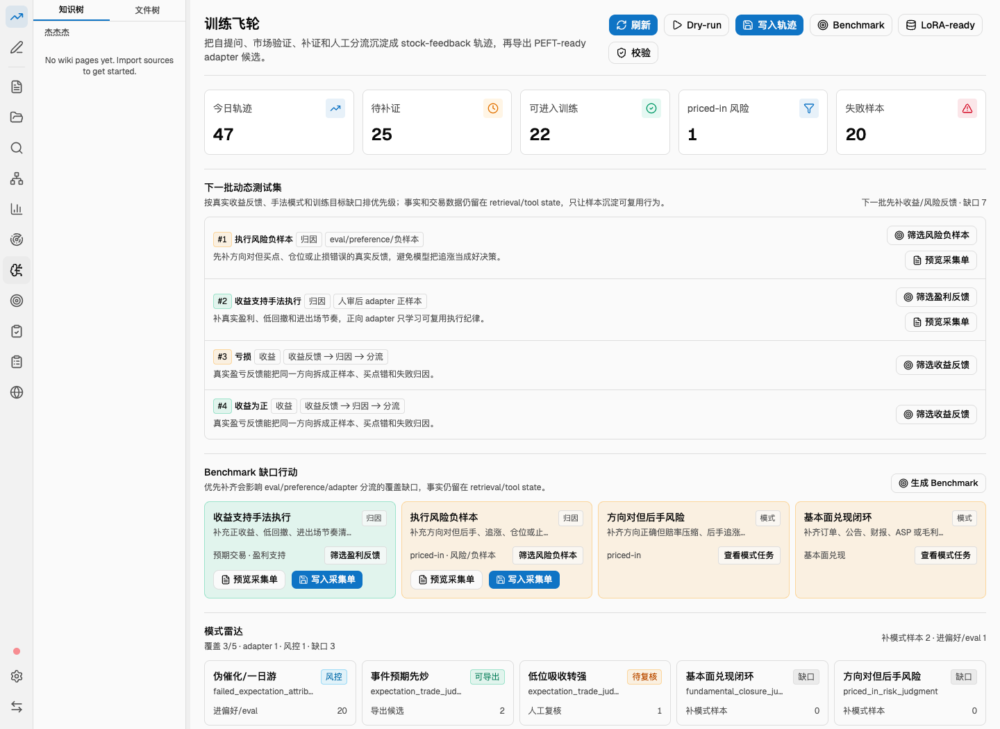 知识树
文件树
杰杰杰
No wiki pages yet. Import sources
to get started.
训练飞轮
把自提问、市场验证、补证和人工分流沉淀成 stock-feedback 轨迹，再导出 PEFT-ready
adapter 候选。
刷新
Dry-run
写入轨迹
Benchmark
LoRA-ready
校验
今日轨迹
47
待补证
25
可进入训练
22
priced-in 风险
1
失败样本
20
下一批动态测试集
按真实收益反馈、手法模式和训练目标缺口排优先级；事实和交易数据仍留在 retrieval/tool state，只让样本沉淀可复用行为。
下一批先补收益/风险反馈 · 缺口 7
#1 执行风险负样本 归因 eval/preference/负样本
先补方向对但买点、仓位或止损错误的真实反馈，避免模型把追涨当成好决策。
筛选风险负样本
预览采集单
#2 收益支持手法执行 归因 人审后 adapter 正样本
补真实盈利、低回撤和进出场节奏，正向 adapter 只学习可复用执行纪律。
筛选盈利反馈
预览采集单
#3 亏损 收益 收益反馈 -> 归因 -> 分流
真实盈亏反馈能把同一方向拆成正样本、买点错和失败归因。
筛选收益反馈
#4 收益为正 收益 收益反馈 -> 归因 -> 分流
真实盈亏反馈能把同一方向拆成正样本、买点错和失败归因。
筛选收益反馈
Benchmark 缺口行动
优先补齐会影响 eval/preference/adapter 分流的覆盖缺口，事实仍留在 retrieval/tool state。
生成 Benchmark
收益支持手法执行 归因
补充正收益、低回撤、进出场节奏清...
预期交易 · 盈利支持
筛选盈利反馈
预览采集单
写入采集单
执行风险负样本 归因
补充方向对但后手、追涨、仓位或止...
priced-in · 风险/负样本
筛选风险负样本
预览采集单
写入采集单
方向对但后手风险 模式
补齐方向正确但赔率压缩、后手追涨...
priced-in
查看模式任务
基本面兑现闭环 模式
补齐订单、公告、财报、ASP 或毛利...
基本面兑现
查看模式任务
模式雷达
覆盖 3/5 · adapter 1 · 风控 1 · 缺口 3
补模式样本 2 · 进偏好/eval 1
伪催化/一日游 风控
failed_expectation_attrib...
进偏好/eval 20
事件预期先炒 可导出
expectation_trade_jud...
导出候选 2
低位吸收转强 待复核
expectation_trade_jud...
人工复核 1
基本面兑现闭环 缺口
fundamental_closure_ju...
补模式样本 0
方向对但后手风险 缺口
priced_in_risk_judgment
补模式样本 0